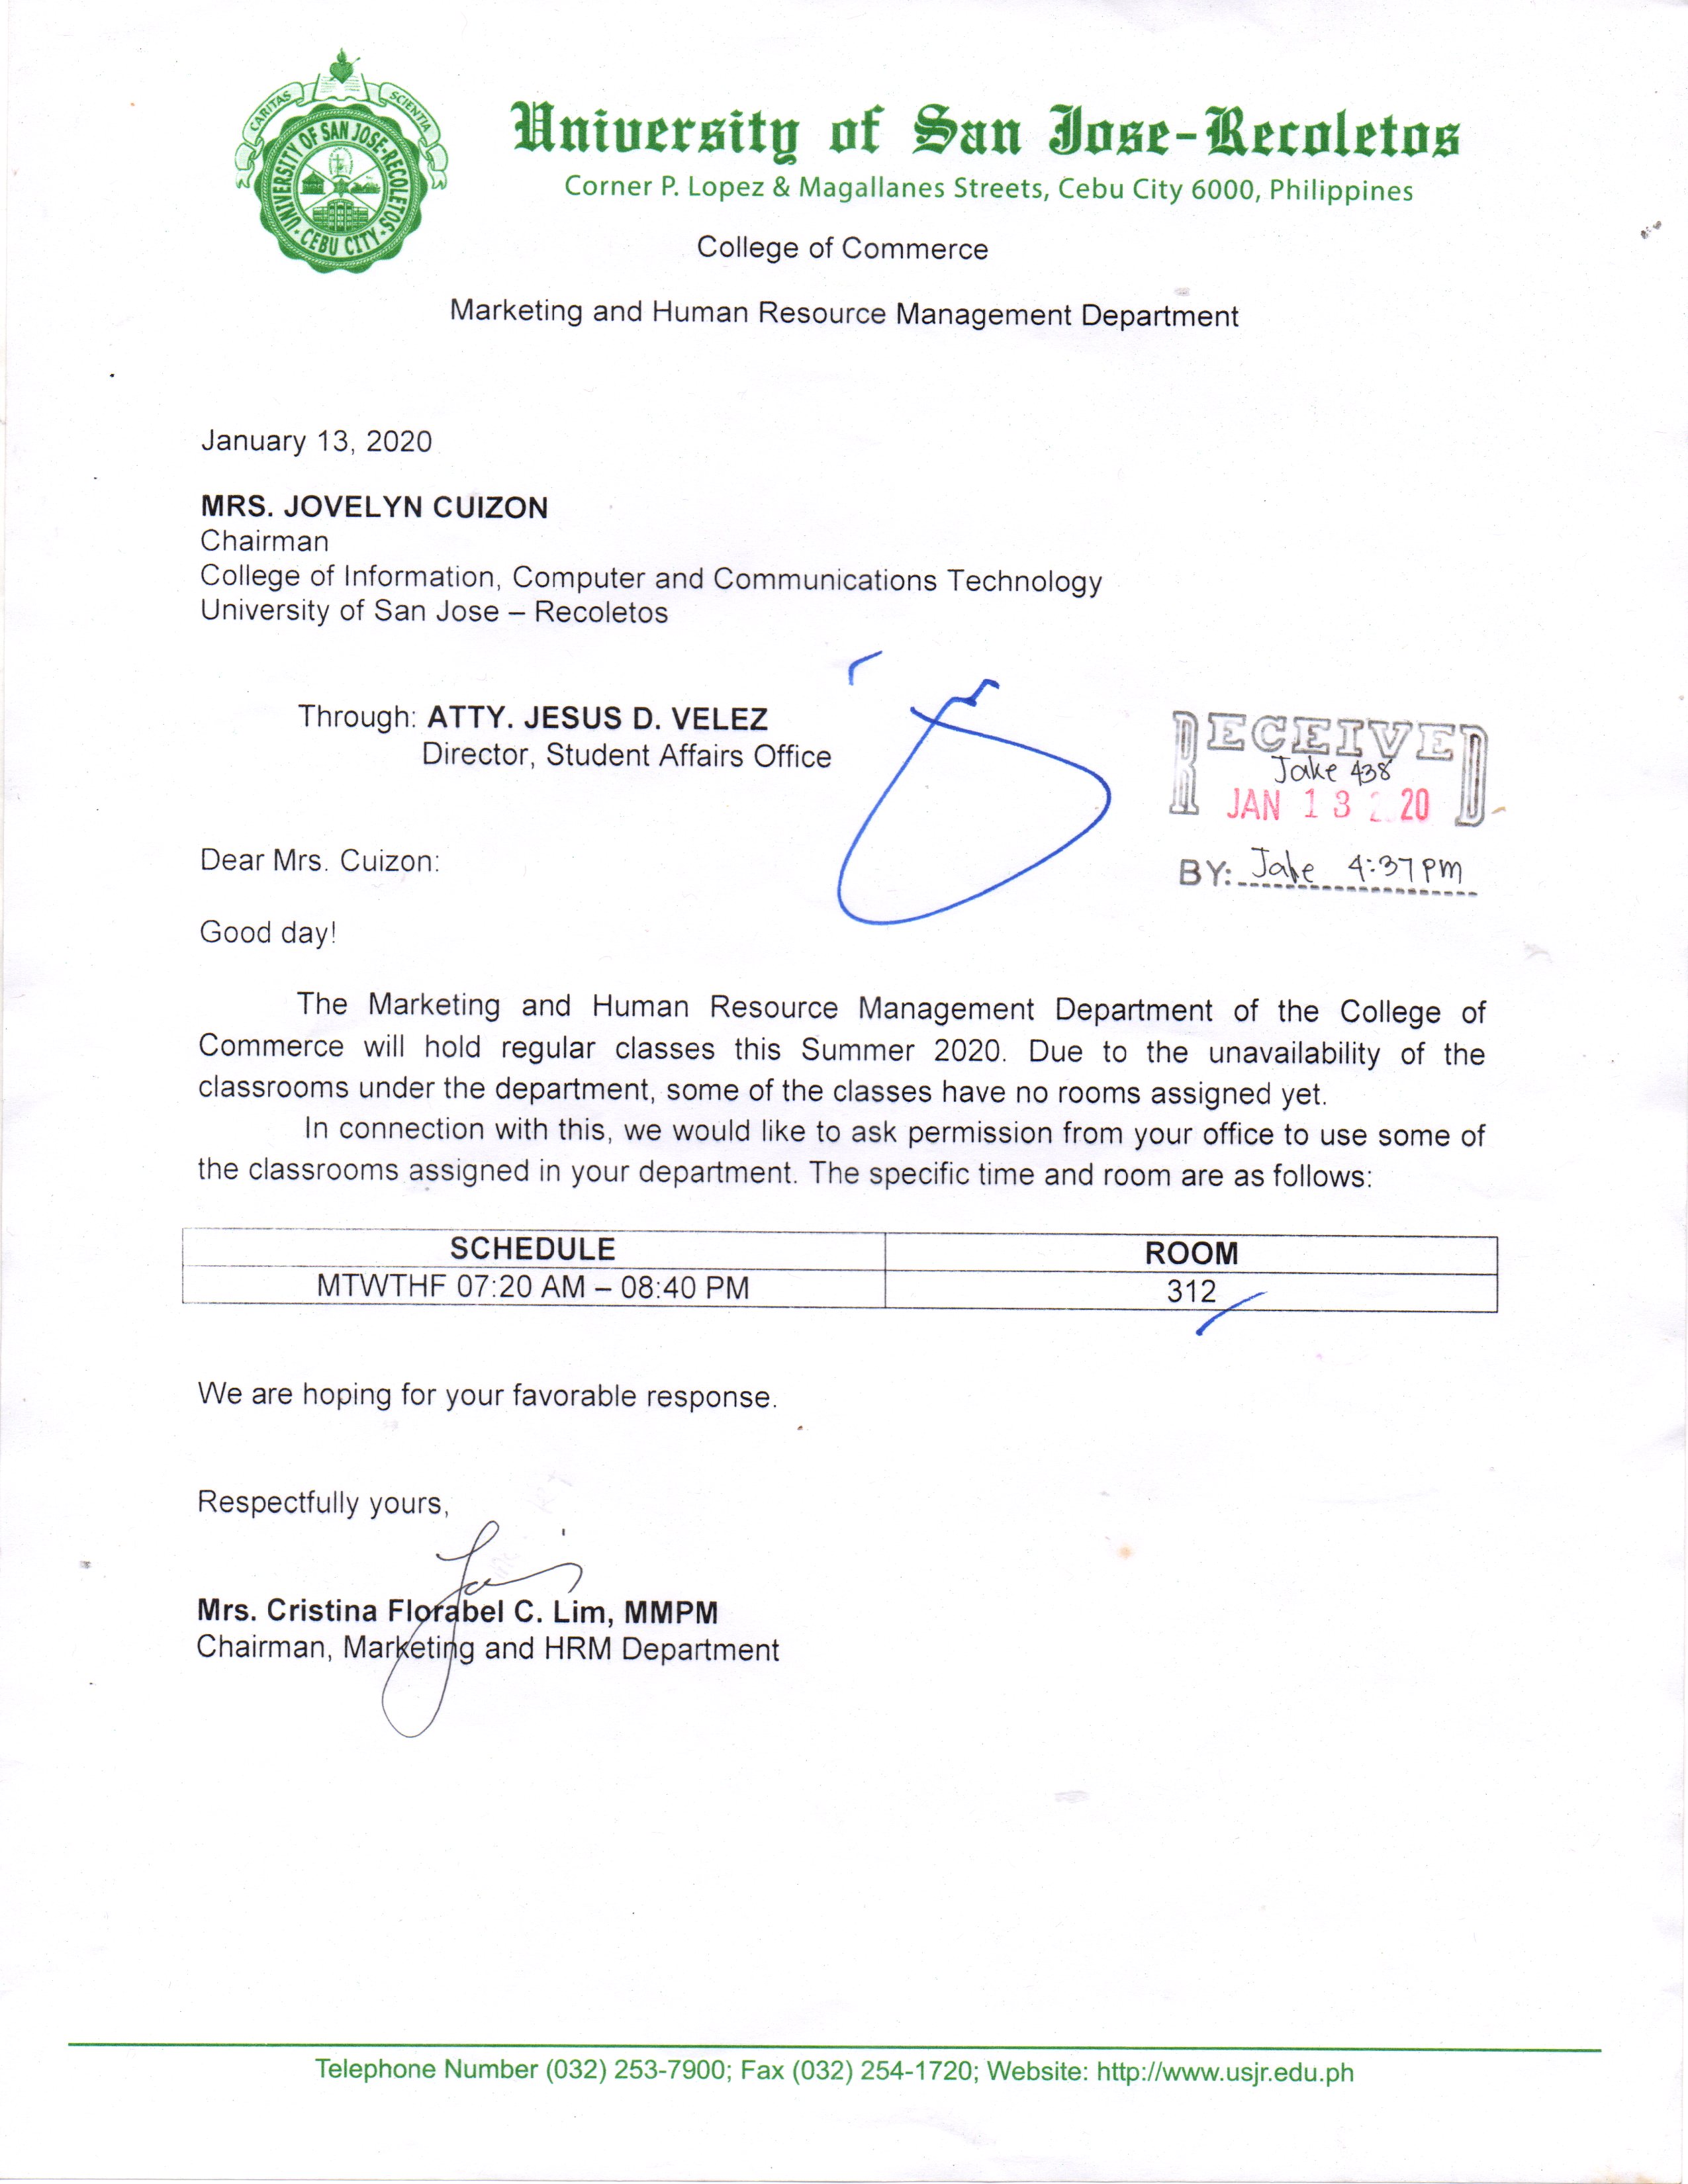 CARITAS SCIENTIA
UNIVERSITY OF SAN JOSE-RECOLETOS
CEBU CITY
University of San Jose-Recoletos
Corner P. Lopez & Magallanes Streets, Cebu City 6000, Philippines
College of Commerce
Marketing and Human Resource Management Department
January 13, 2020
MRS. JOVELYN CUIZON
Chairman
College of Information, Computer and Communications Technology
University of San Jose – Recoletos
Through: ATTY. JESUS D. VELEZ
Director, Student Affairs Office
RECEIVED
Jake 438
JAN 13 20
BY: Jake 4:37 PM
Dear Mrs. Cuizon:
Good day!
The Marketing and Human Resource Management Department of the College of
Commerce will hold regular classes this Summer 2020. Due to the unavailability of the
classrooms under the department, some of the classes have no rooms assigned yet.
In connection with this, we would like to ask permission from your office to use some of
the classrooms assigned in your department. The specific time and room are as follows:
SCHEDULE ROOM
MTWTHF 07:20 AM – 08:40 PM 312
We are hoping for your favorable response.
Respectfully yours,
Mrs. Cristina Florabel C. Lim, MMPM
Chairman, Marketing and HRM Department
Telephone Number (032) 253-7900; Fax (032) 254-1720; Website: http://www.usjr.edu.ph